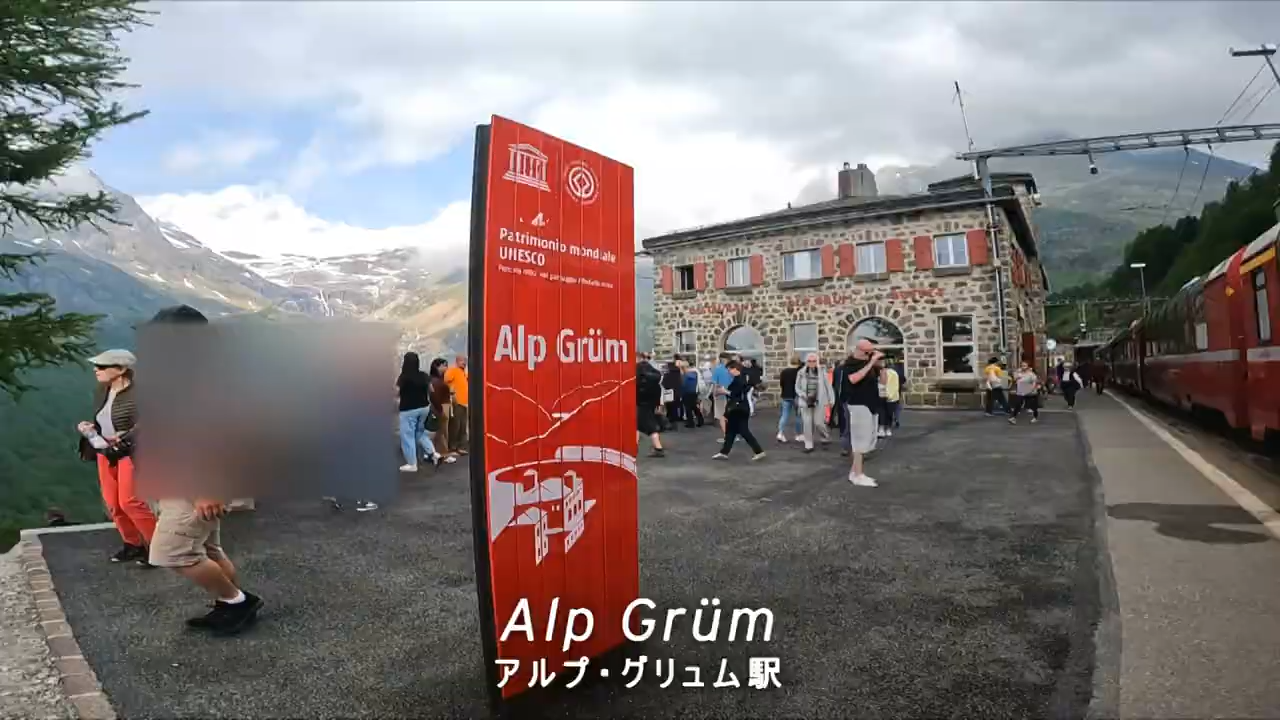 Patrimonio mondiale
UNESCO
Alp Grüm
Alp Grüm
アルプ・グリュム駅